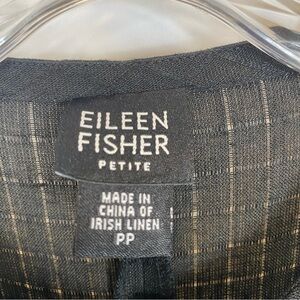 EILEEN
FISHER
PETITE
MADE IN
CHINA OF
IRISH LINEN
PP